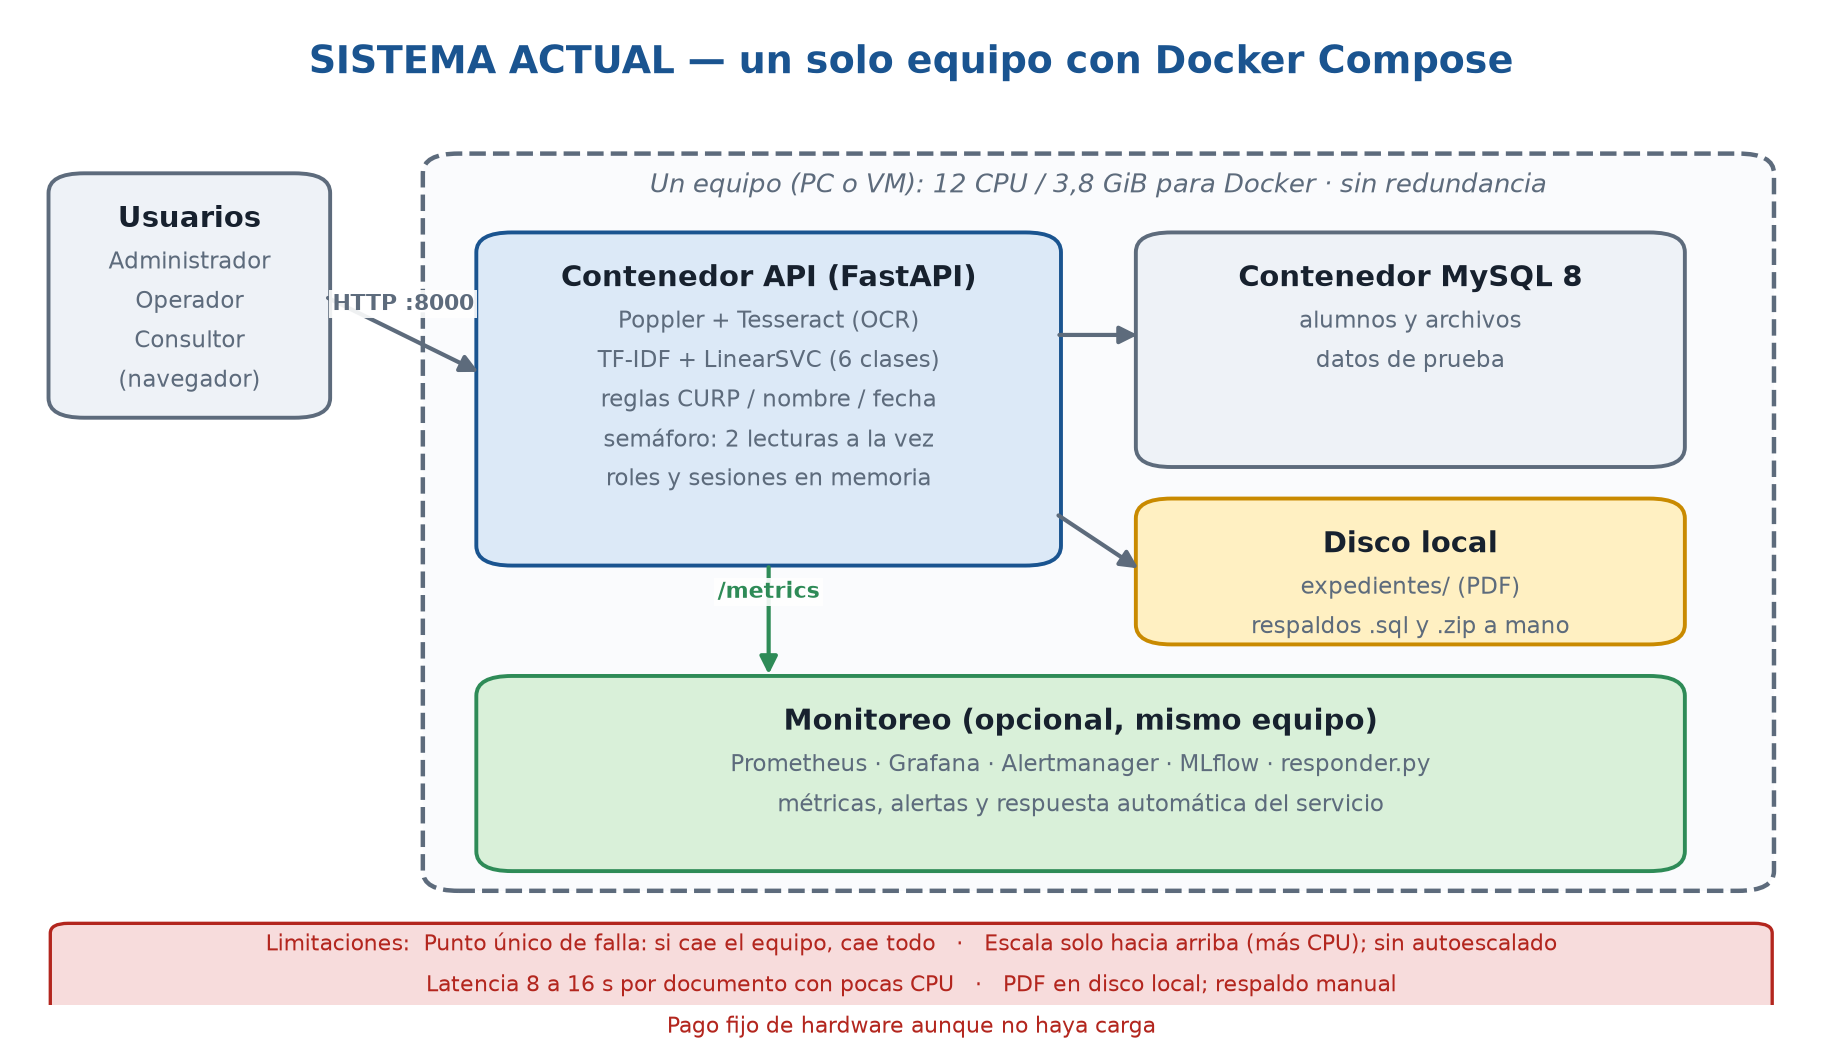 SISTEMA ACTUAL — un solo equipo con Docker Compose
Un equipo (PC o VM): 12 CPU / 3,8 GiB para Docker · sin redundancia
Usuarios
Administrador
Operador
Consultor
(navegador)
HTTP :8000
Contenedor API (FastAPI)
Poppler + Tesseract (OCR)
TF-IDF + LinearSVC (6 clases)
reglas CURP / nombre / fecha
semáforo: 2 lecturas a la vez
roles y sesiones en memoria
Contenedor MySQL 8
alumnos y archivos
datos de prueba
Disco local
expedientes/ (PDF)
respaldos .sql y .zip a mano
/metrics
Monitoreo (opcional, mismo equipo)
Prometheus · Grafana · Alertmanager · MLflow · responder.py
métricas, alertas y respuesta automática del servicio
Limitaciones:  Punto único de falla: si cae el equipo, cae todo   ·   Escala solo hacia arriba (más CPU); sin autoescalado
Latencia 8 a 16 s por documento con pocas CPU   ·   PDF en disco local; respaldo manual
Pago fijo de hardware aunque no haya carga